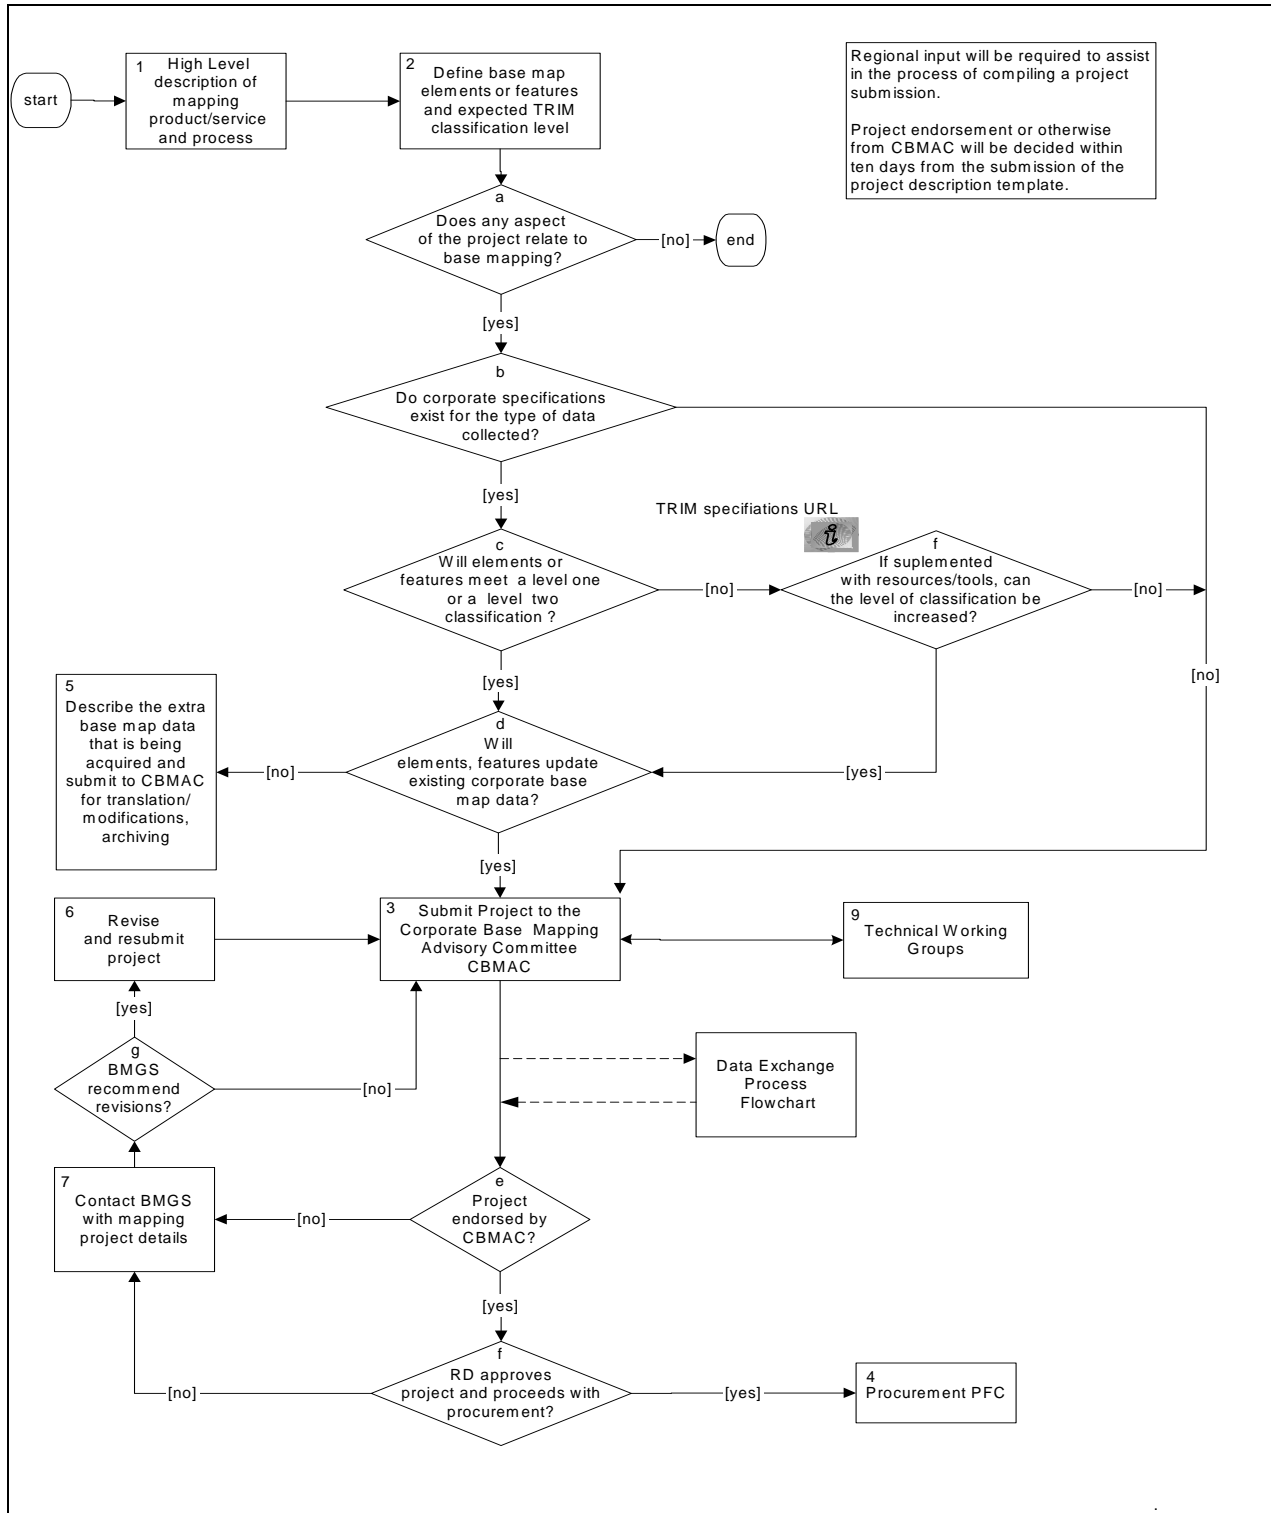 start
1
High Level
description of
mapping
product/service
and process
2
Define base map
elements or features
and expected TRIM
classification level
Regional input will be required to assist
in the process of compiling a project
submission.
Project endorsement or otherwise
from CBMAC will be decided within
ten days from the submission of the
project description template.
a
Does any aspect
of the project relate to
base mapping?
[no]
end
[yes]
b
Do corporate specifications
exist for the type of data
collected?
[yes]
TRIM specifiations URL
i
c
Will elements or
features meet a level one
or a level two
classification ?
[no]
f
If suplemented
with resources/tools, can
the level of classification be
increased?
[no]
[no]
[yes]
5
Describe the extra
base map data
that is being
acquired and
submit to CBMAC
for translation/
modifications,
archiving
[no]
d
Will
elements, features update
existing corporate base
map data?
[yes]
[yes]
6
Revise
and resubmit
project
3
Submit Project to the
Corporate Base Mapping
Advisory Committee
CBMAC
9
Technical Working
Groups
[yes]
g
BMGS
recommend
revisions?
[no]
Data Exchange
Process
Flowchart
7
Contact BMGS
with mapping
project details
[no]
e
Project
endorsed by
CBMAC?
[yes]
f
RD approves
project and proceeds with
procurement?
[no]
[yes]
4
Procurement PFC
.